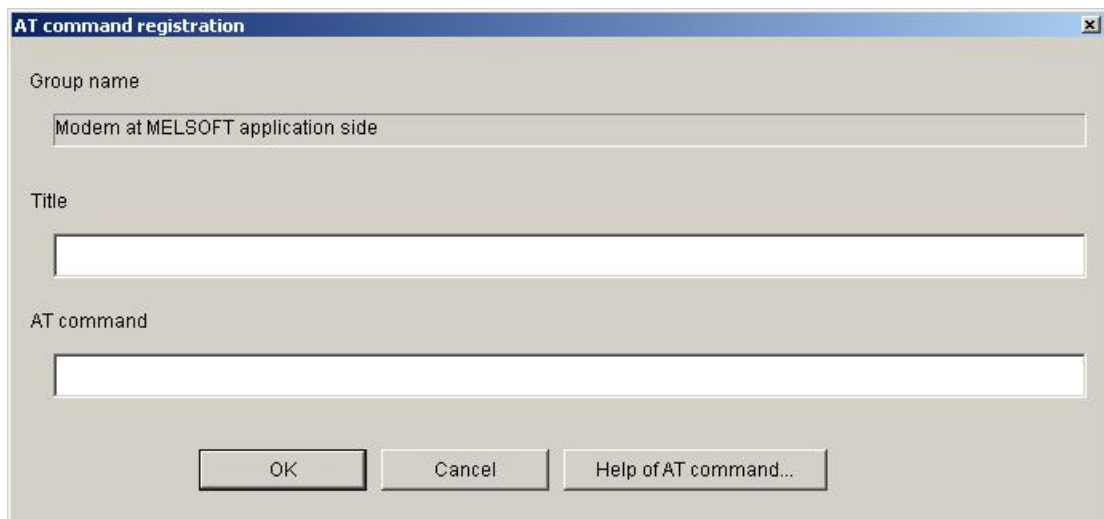 AT command registration
Group name
Modem at MELSOFT application side
Title
AT command
OK Cancel Help of AT command...